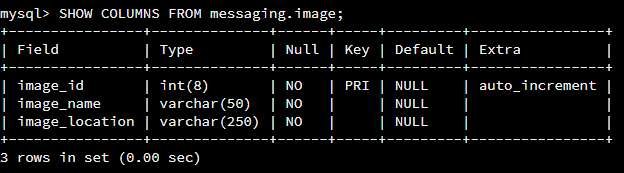 mysql> SHOW COLUMNS FROM messaging.image;
+----------------+--------------+------+-----+---------+----------------+
| Field          | Type         | Null | Key | Default | Extra          |
+----------------+--------------+------+-----+---------+----------------+
| image_id       | int(8)       | NO   | PRI | NULL    | auto_increment |
| image_name     | varchar(50)  | NO   |     | NULL    |                |
| image_location | varchar(250) | NO   |     | NULL    |                |
+----------------+--------------+------+-----+---------+----------------+
3 rows in set (0.00 sec)